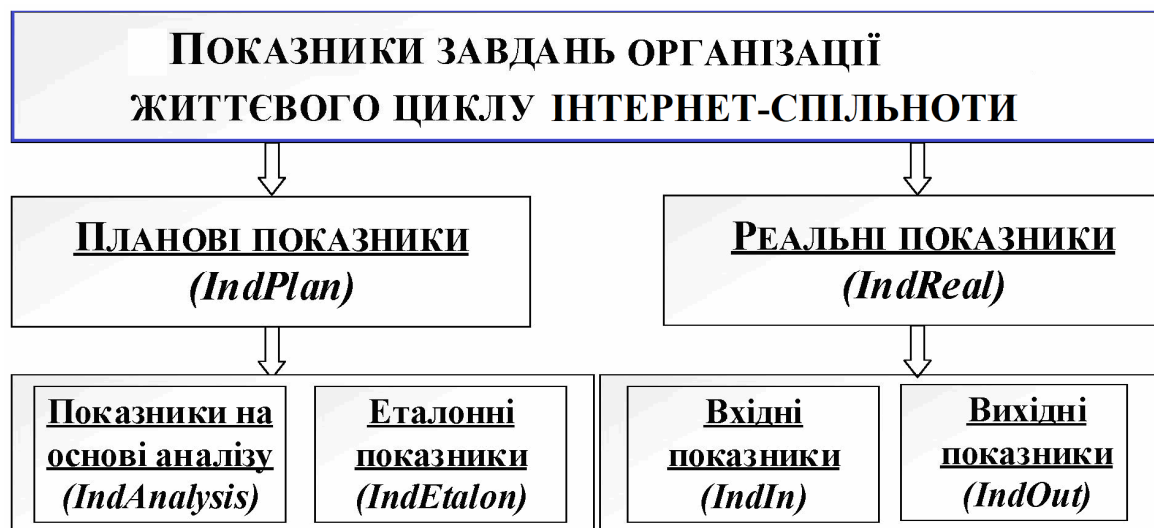 ПОКАЗНИКИ ЗАВДАНЬ ОРГАНІЗАЦІЇ
ЖИТТЄВОГО ЦИКЛУ ІНТЕРНЕТ-СПІЛЬНОТИ
ПЛАНОВІ ПОКАЗНИКИ
(IndPlan)
РЕАЛЬНІ ПОКАЗНИКИ
(IndReal)
Показники на
основі аналізу
(IndAnalysis)
Еталонні
показники
(IndEtalon)
Вхідні
показники
(IndIn)
Вихідні
показники
(IndOut)